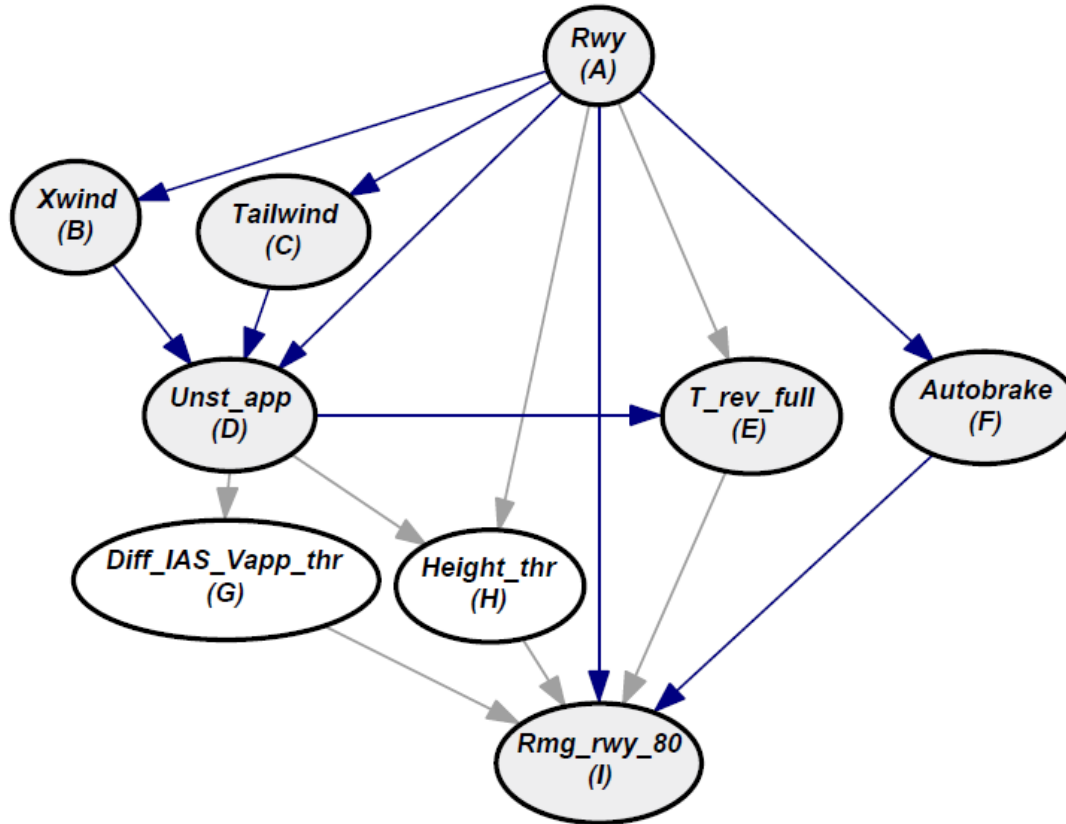 Rwy
(A)
Xwind
(B)
Tailwind
(C)
Unst_app
(D)
T_rev_full
(E)
Autobrake
(F)
Diff_IAS_Vapp_thr
(G)
Height_thr
(H)
Rmg_rwy_80
(I)